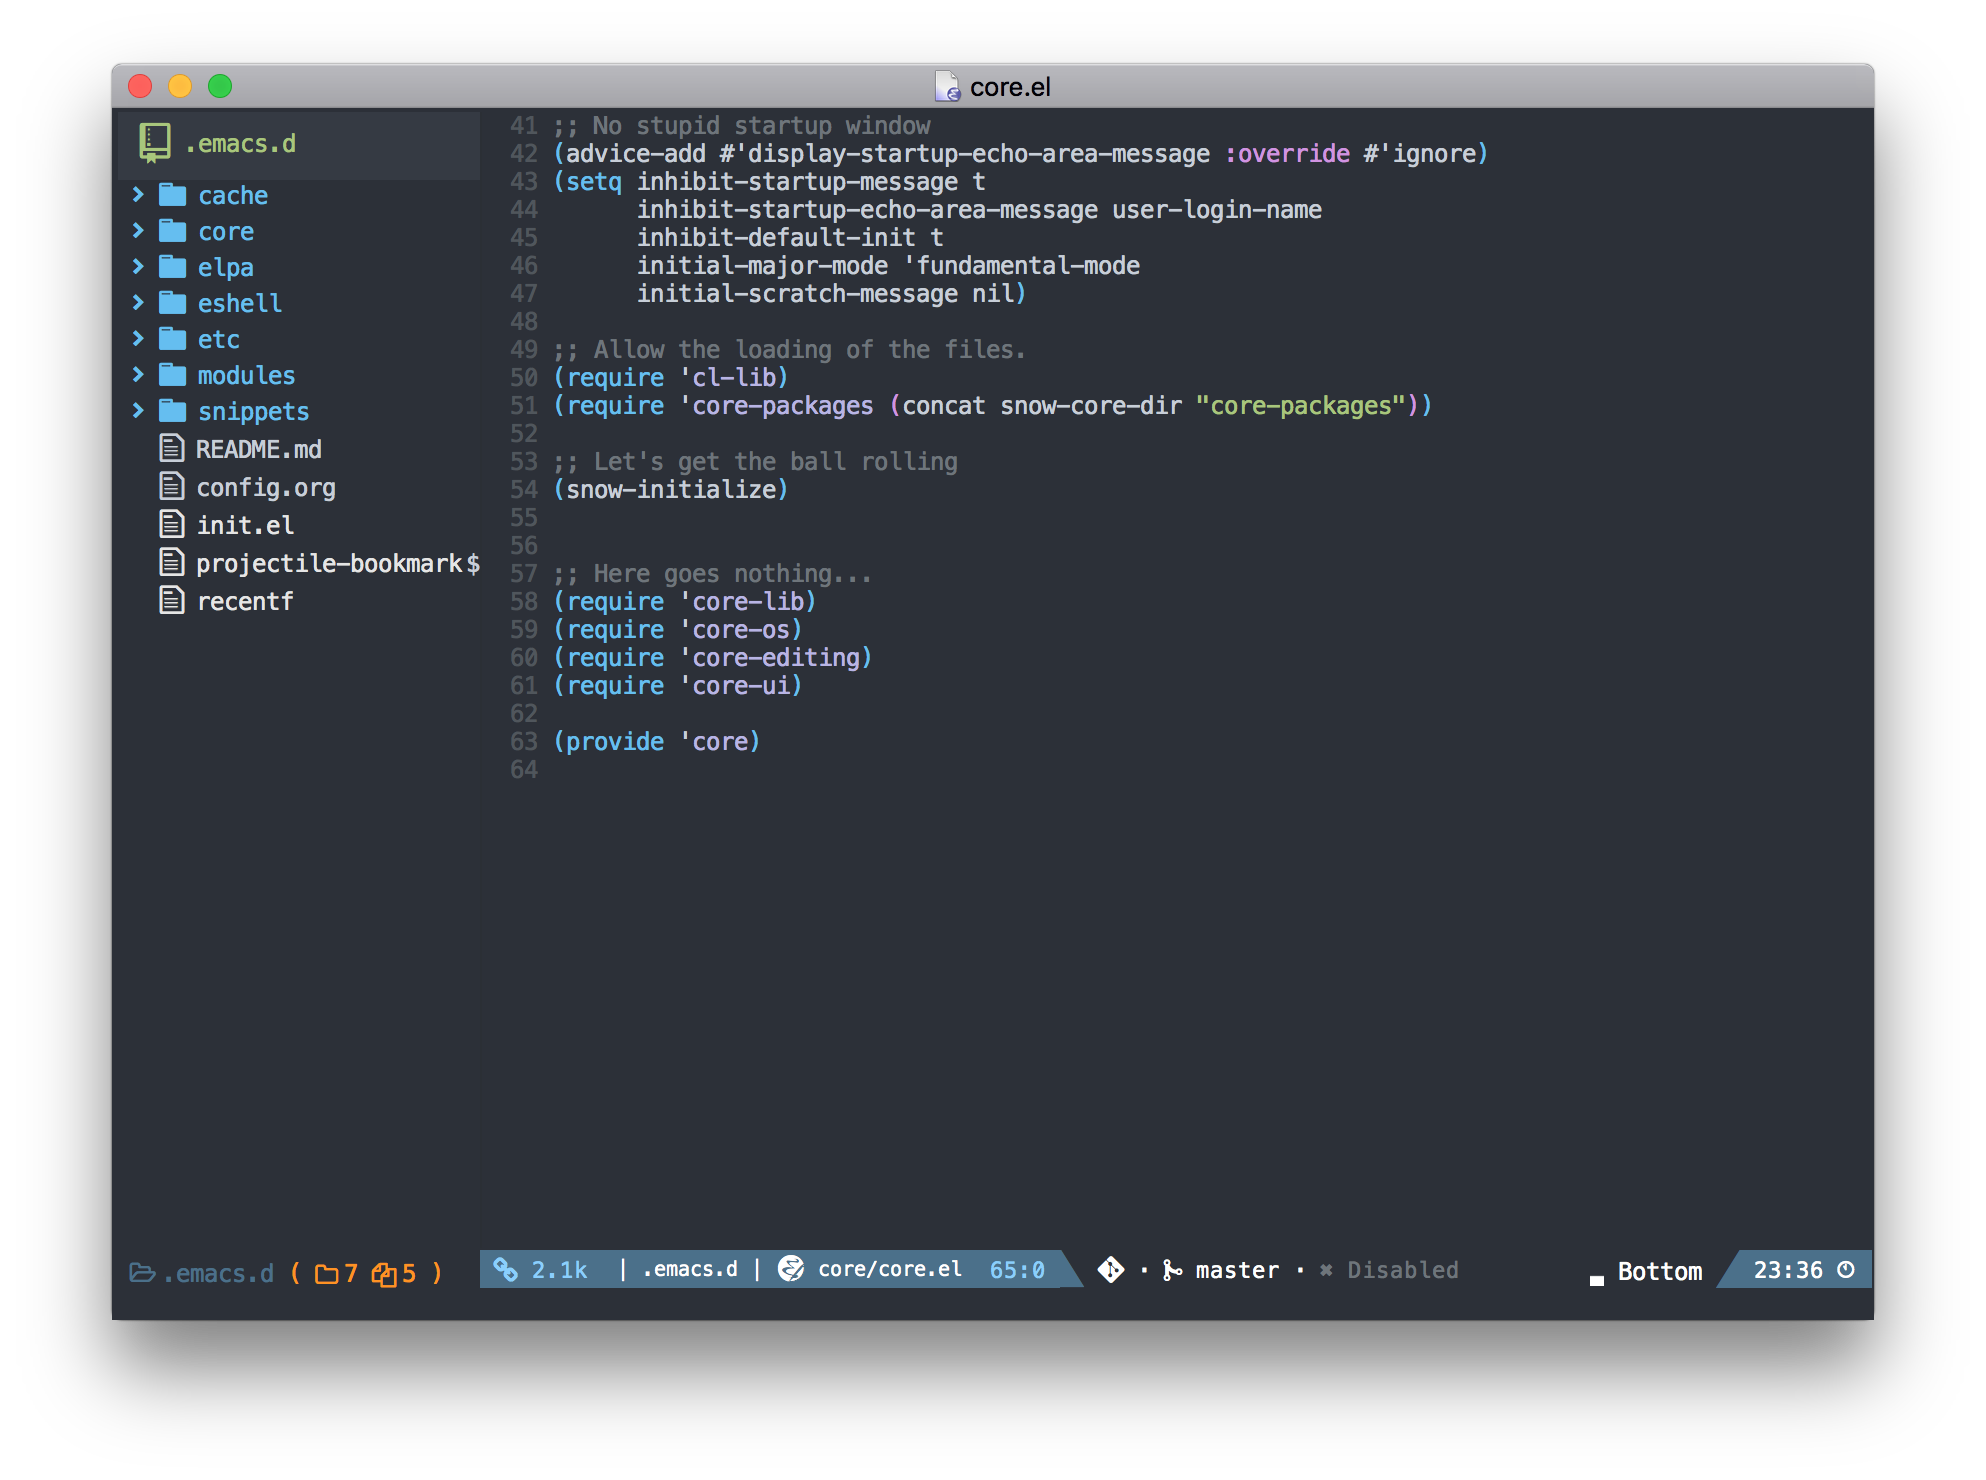 core.el
.emacs.d
cache
core
elpa
eshell
etc
modules
snippets
README.md
config.org
init.el
projectile-bookmark$
recentf
41 ;; No stupid startup window
42 (advice-add #'display-startup-echo-area-message :override #'ignore)
43 (setq inhibit-startup-message t
44       inhibit-startup-echo-area-message user-login-name
45       inhibit-default-init t
46       initial-major-mode 'fundamental-mode
47       initial-scratch-message nil)
48
49 ;; Allow the loading of the files.
50 (require 'cl-lib)
51 (require 'core-packages (concat snow-core-dir "core-packages"))
52
53 ;; Let's get the ball rolling
54 (snow-initialize)
55
56
57 ;; Here goes nothing...
58 (require 'core-lib)
59 (require 'core-os)
60 (require 'core-editing)
61 (require 'core-ui)
62
63 (provide 'core)
64
.emacs.d ( 7 5 )
2.1k | .emacs.d | core/core.el 65:0 · master · ✖ Disabled Bottom 23:36